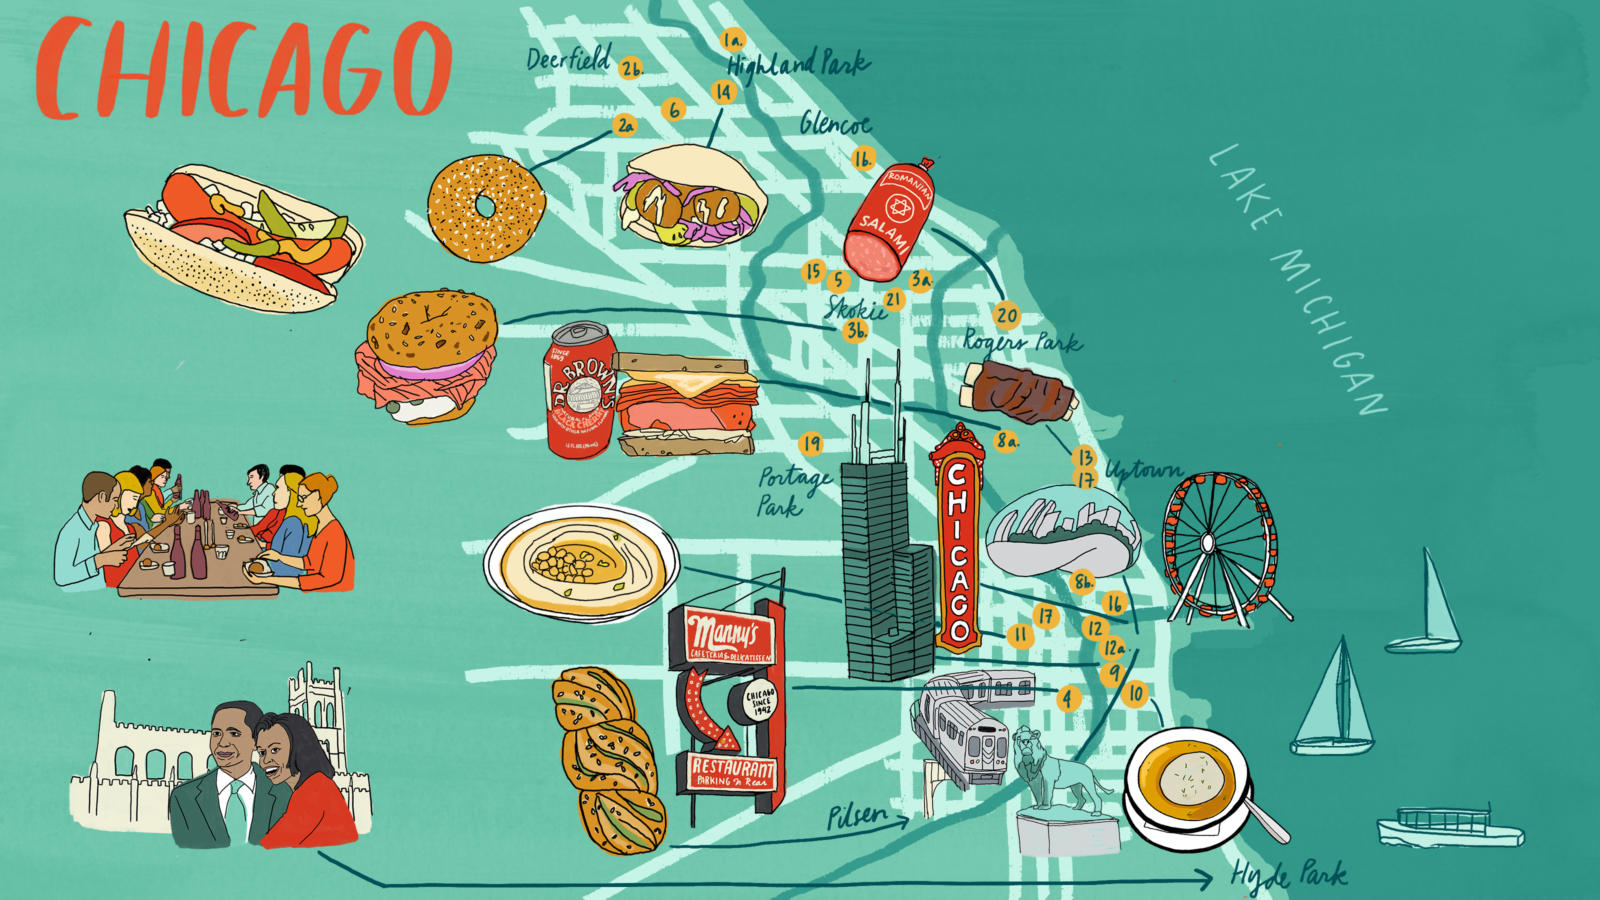 CHICAGO
Deerfield
2b.
1a.
Highland Park
14
6
2a
Glencoe
1b.
ROMANIAN
SALAMI
15
5
3a.
21
Skokie
3b.
20
Rogers Park
LAKE MICHIGAN
SINCE
1869
DR. BROWN'S
BLACK CHERRY
8a.
19
Portage
Park
13
17
Uptown
CHICAGO
8b.
16
17
11
12
12a.
9
10
4
Manny's
CAFETERIA & DELICATESSEN
CHICAGO
SINCE
1942
RESTAURANT
PARKING In Rear
Pilsen
Hyde Park